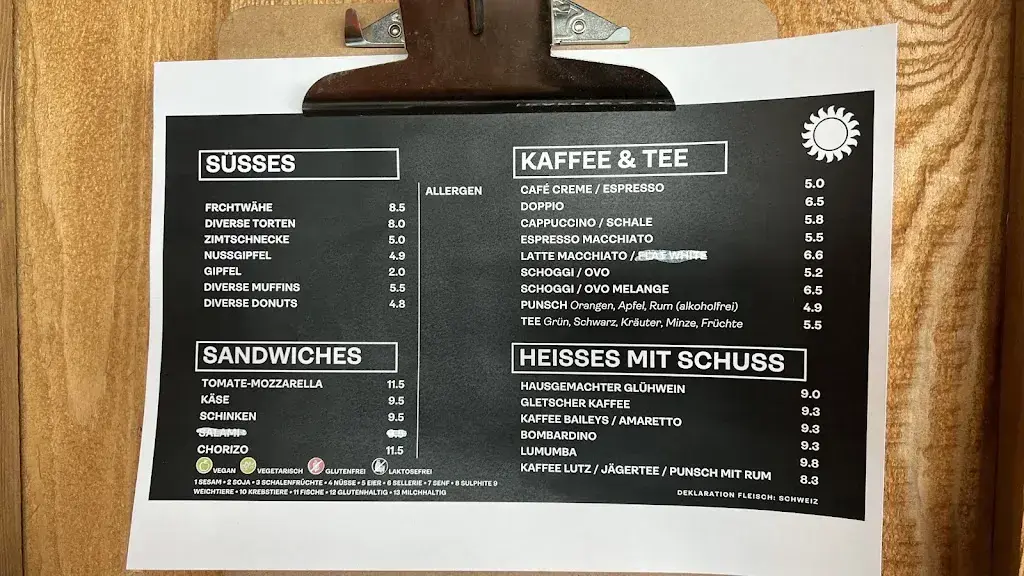 SÜSSES
ALLERGEN
FRCHTWÄHE 8.5
DIVERSE TORTEN 8.0
ZIMTSCHNECKE 5.0
NUSSGIPFEL 4.9
GIPFEL 2.0
DIVERSE MUFFINS 5.5
DIVERSE DONUTS 4.8
SANDWICHES
TOMATE-MOZZARELLA 11.5
KÄSE 9.5
SCHINKEN 9.5
SALAMI 9.5
CHORIZO 11.5
VEGAN VEGETARISCH GLUTENFREI LAKTOSEFREI
1 SESAM • 2 SOJA • 3 SCHALENFRÜCHTE • 4 NÜSSE • 5 EIER • 6 SELLERIE • 7 SENF • 8 SULPHITE 9
WEICHTIERE • 10 KREBSTIERE • 11 FISCHE • 12 GLUTENHALTIG • 13 MILCHHALTIG
KAFFEE & TEE
CAFÉ CREME / ESPRESSO 5.0
DOPPIO 6.5
CAPPUCCINO / SCHALE 5.8
ESPRESSO MACCHIATO 5.5
LATTE MACCHIATO / FLAT WHITE 6.6
SCHOGGI / OVO 5.2
SCHOGGI / OVO MELANGE 6.5
PUNSCH Orangen, Apfel, Rum (alkoholfrei) 4.9
TEE Grün, Schwarz, Kräuter, Minze, Früchte 5.5
HEISSES MIT SCHUSS
HAUSGEMACHTER GLÜHWEIN 9.0
GLETSCHER KAFFEE 9.3
KAFFEE BAILEYS / AMARETTO 9.3
BOMBARDINO 9.3
LUMUMBA 9.8
KAFFEE LUTZ / JÄGERTEE / PUNSCH MIT RUM 8.3
DEKLARATION FLEISCH: SCHWEIZ